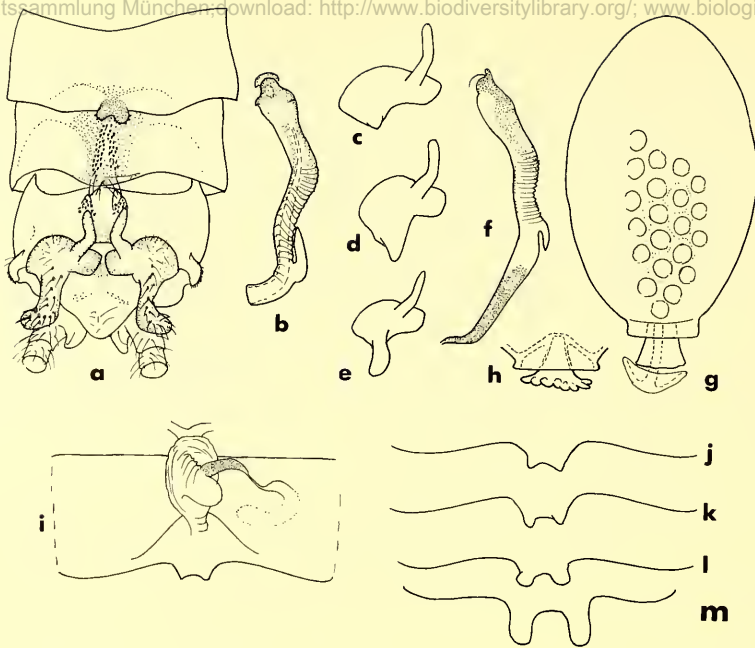 tssammlung München;download: http://www.biodiversitylibrary.org/; www.biolog
c
d
f
b
e
a
h
g
i
j
k
l
m